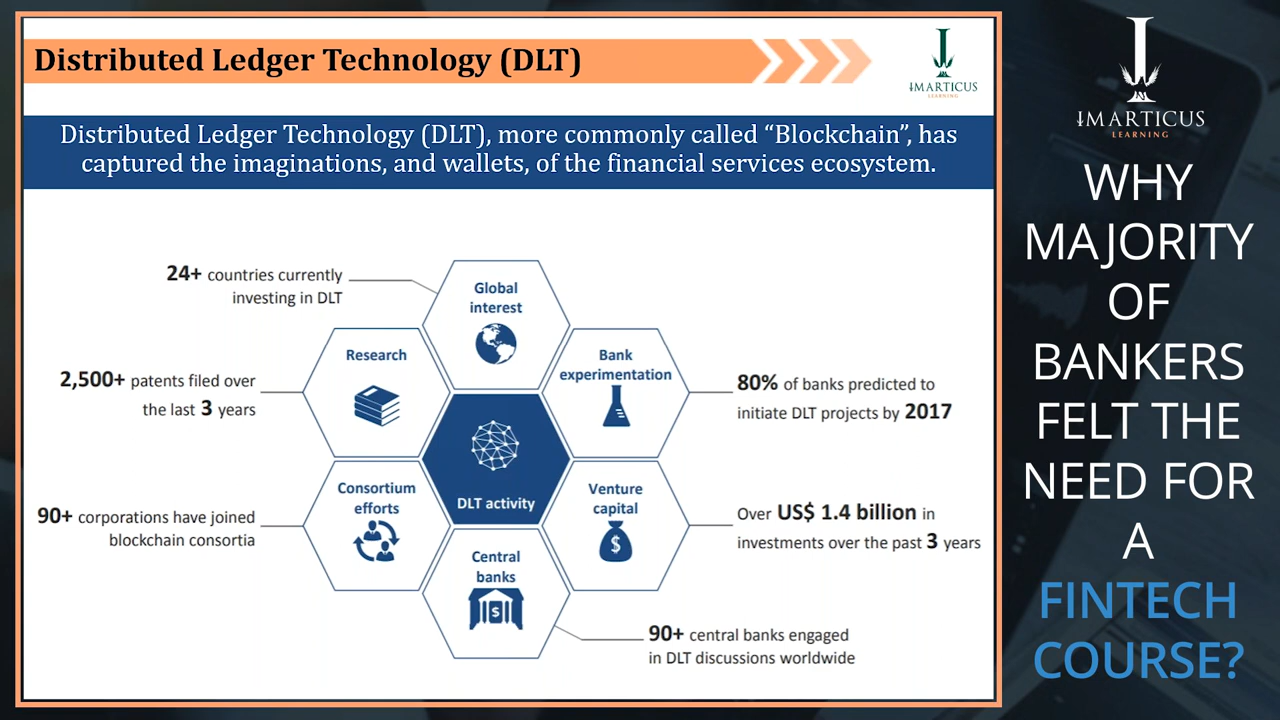 Distributed Ledger Technology (DLT)
IMARTICUS
LEARNING
Distributed Ledger Technology (DLT), more commonly called “Blockchain”, has
captured the imaginations, and wallets, of the financial services ecosystem.
24+ countries currently
investing in DLT
Global
interest
Research
2,500+ patents filed over
the last 3 years
Bank
experimentation
80% of banks predicted to
initiate DLT projects by 2017
DLT activity
Consortium
efforts
90+ corporations have joined
blockchain consortia
Venture
capital
$
Over US$ 1.4 billion in
investments over the past 3 years
Central
banks
$
90+ central banks engaged
in DLT discussions worldwide
IMARTICUS
LEARNING
WHY
MAJORITY
OF
BANKERS
FELT THE
NEED FOR
A
FINTECH
COURSE?